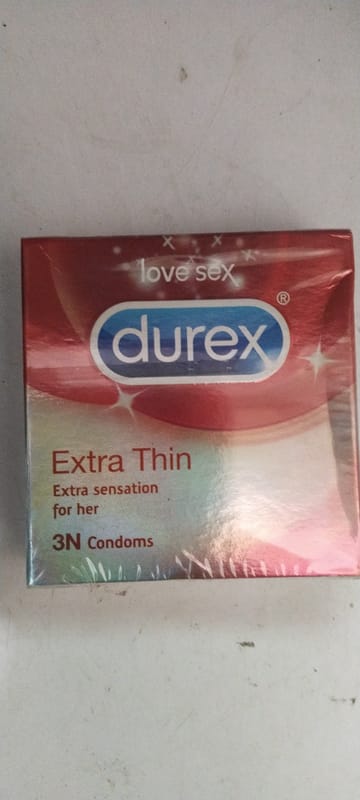 love sex
durex®
Extra Thin
Extra sensation
for her
3N Condoms